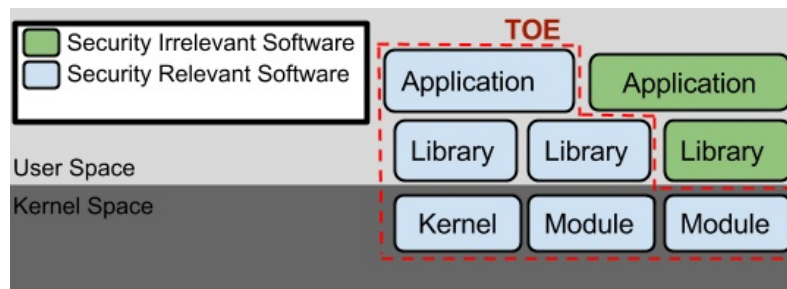 TOE
Security Irrelevant Software
Security Relevant Software
Application
Application
Library
Library
Library
User Space
Kernel Space
Kernel
Module
Module